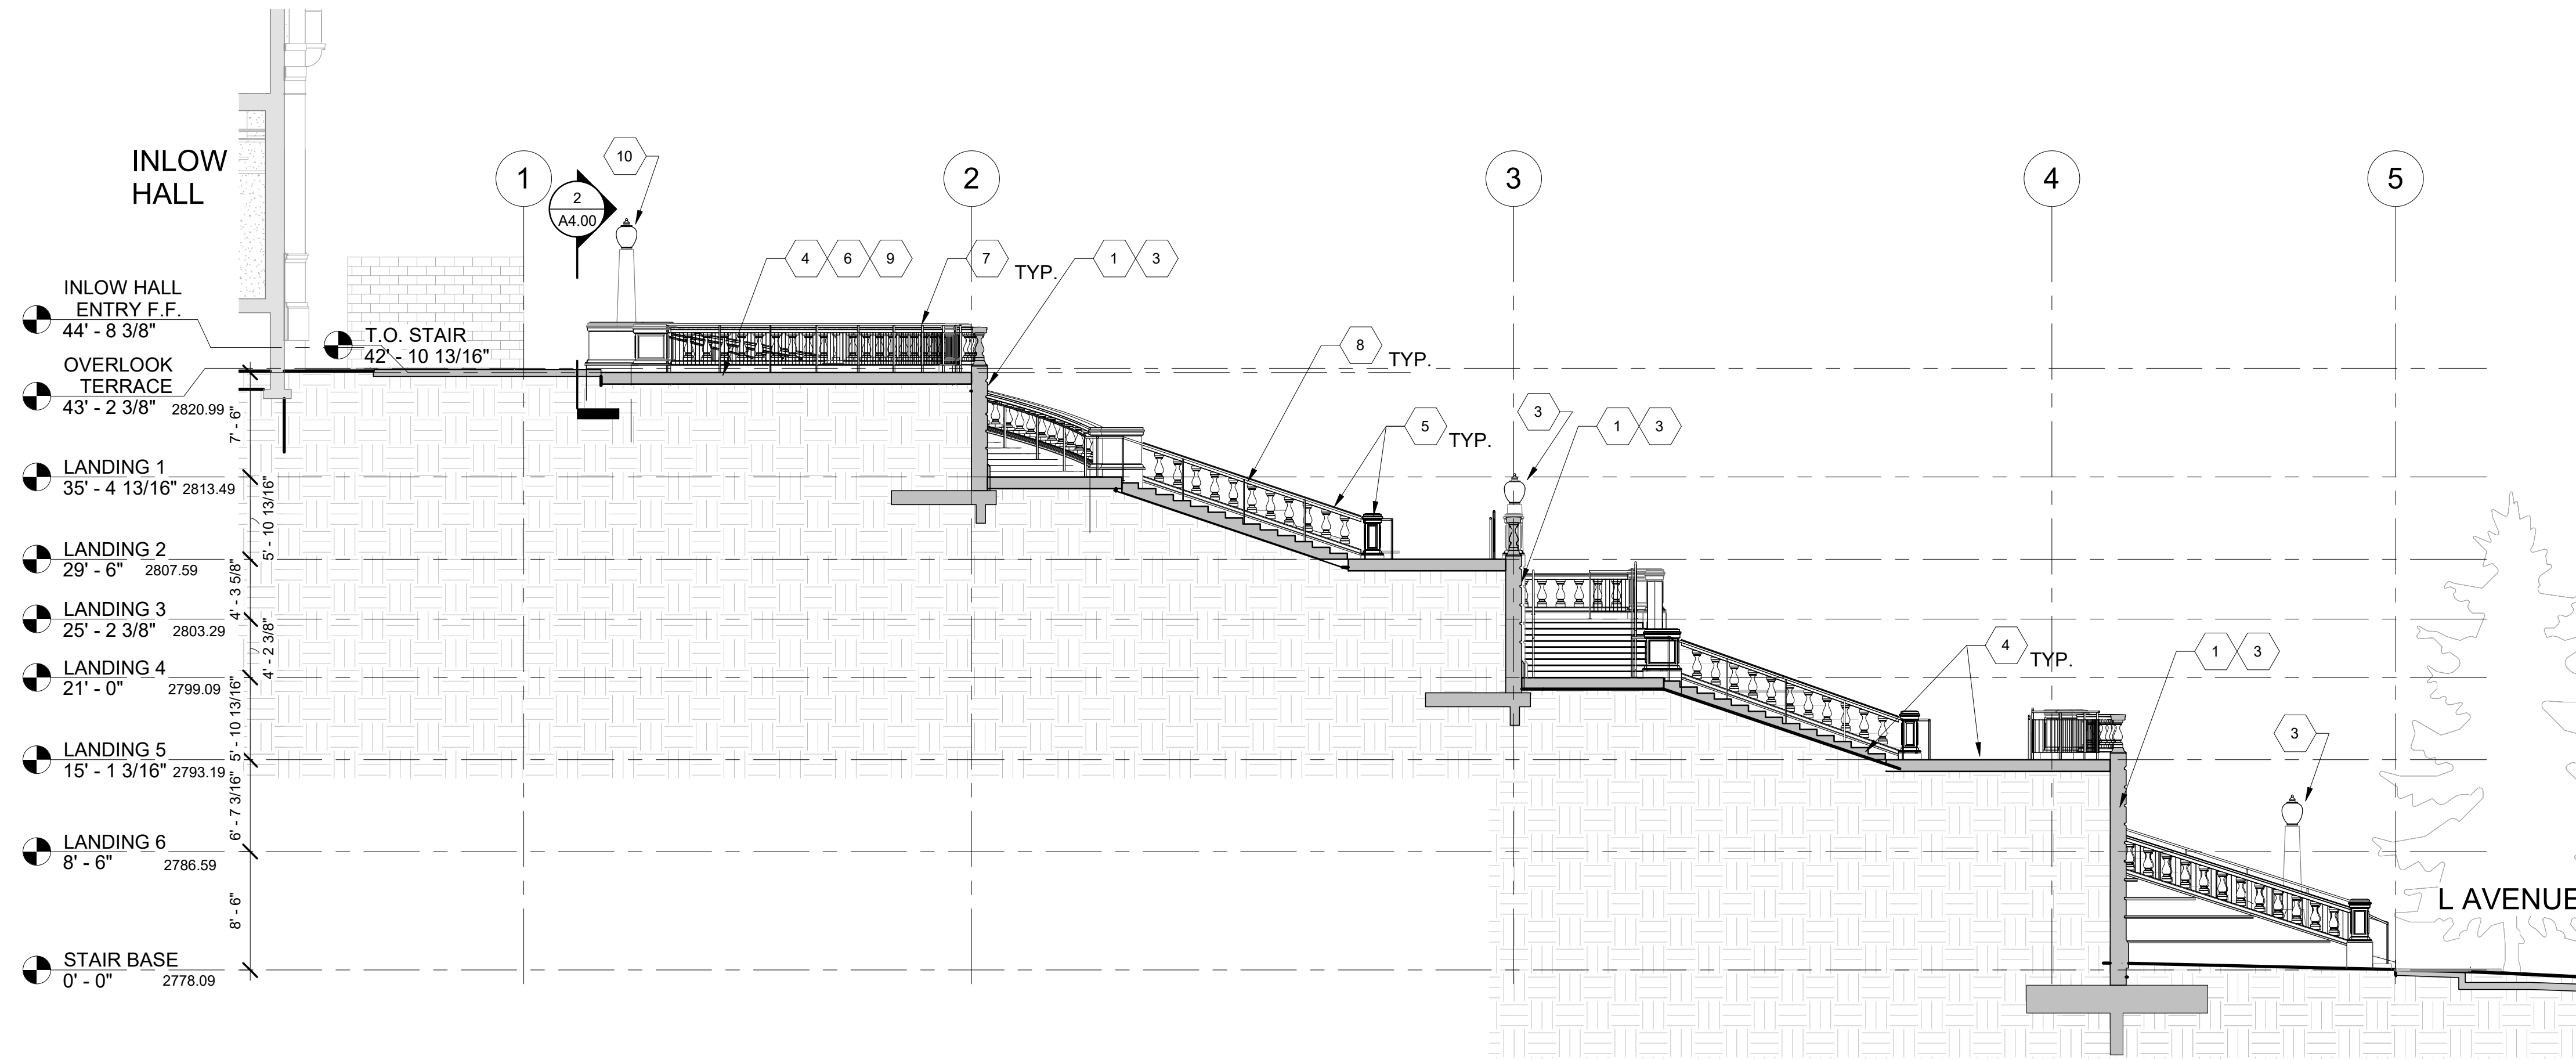 INLOW
HALL
1
2
A4.00
10
2
3
4
5
4
6
9
7
TYP.
1
3
INLOW HALL
ENTRY F.F.
44' - 8 3/8"
T.O. STAIR
42' - 10 13/16"
OVERLOOK
TERRACE
43' - 2 3/8"
2820.99
7' - 6"
8
TYP.
5
TYP.
3
1
3
LANDING 1
35' - 4 13/16"
2813.49
5' - 10 13/16"
LANDING 2
29' - 6"
2807.59
4' - 3 5/8"
LANDING 3
25' - 2 3/8"
2803.29
4' - 2 3/8"
LANDING 4
21' - 0"
2799.09
4
TYP.
1
3
5' - 10 13/16"
LANDING 5
15' - 1 3/16"
2793.19
3
6' - 7 3/16"
LANDING 6
8' - 6"
2786.59
8' - 6"
L AVENUE
STAIR BASE
0' - 0"
2778.09